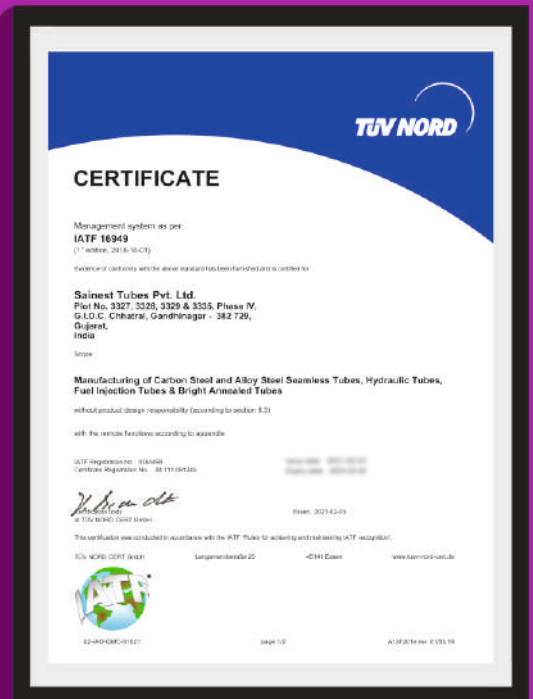 TÜV NORD
CERTIFICATE
Management system as per
IATF 16949
(1st edition, 2016-10-01)
Evidence of conformity with the above standard has been furnished and is certified for
Sainest Tubes Pvt. Ltd.
Plot No. 3327, 3328, 3329 & 3335, Phase IV,
G.I.D.C. Chhatral, Gandhinagar - 382 729,
Gujarat,
India
Scope
Manufacturing of Carbon Steel and Alloy Steel Seamless Tubes, Hydraulic Tubes,
Fuel Injection Tubes & Bright Annealed Tubes
without product design responsibility (according to section 8.3)
with the remote functions according to appendix
IATF Registration No.
Certificate Registration No.
Certification body
at TÜV NORD CERT GmbH
Essen,
This certification was conducted in accordance with the IATF "Rules for achieving and maintaining IATF recognition".
TÜV NORD CERT GmbH
45141 Essen
www.tuev-nord-cert.de
IATF
page